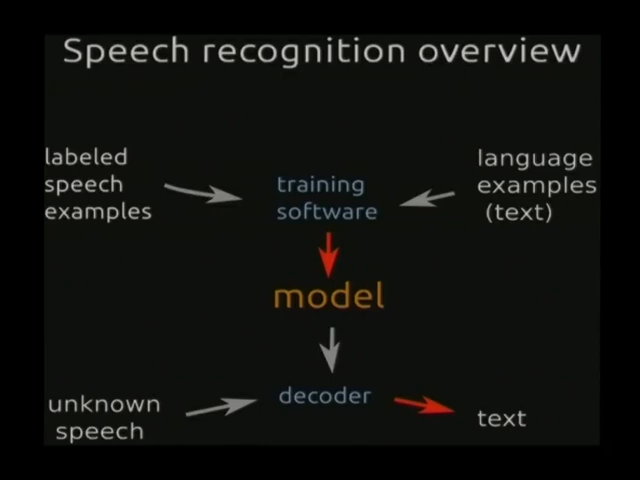 Speech recognition overview
labeled
speech
examples
training
software
language
examples
(text)
model
decoder
unknown
speech
text